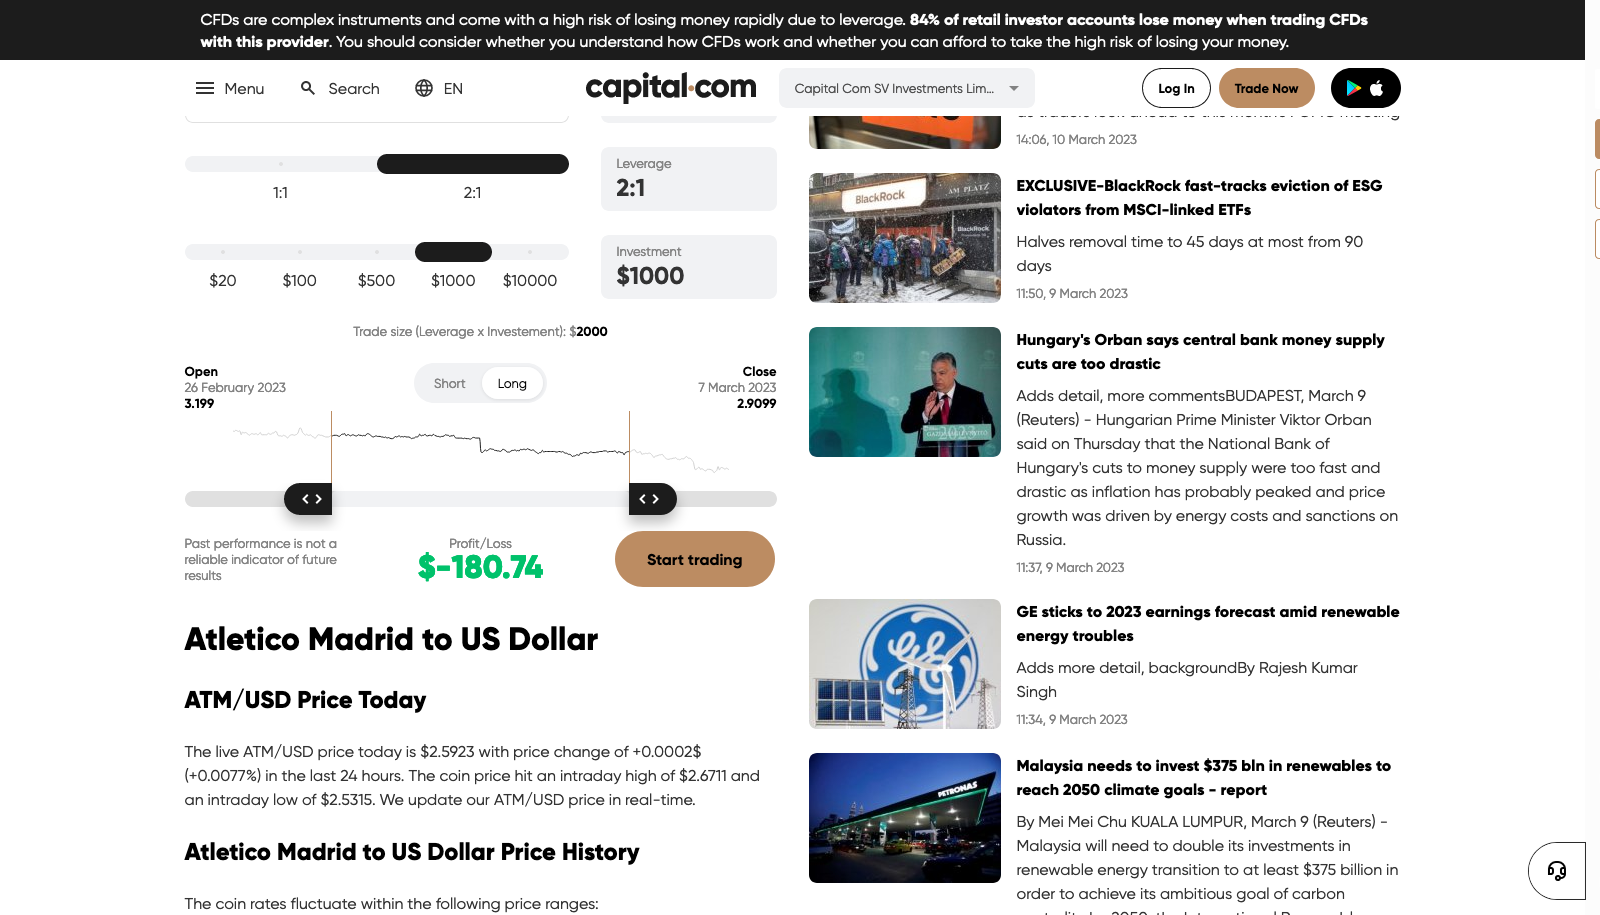 CFDs are complex instruments and come with a high risk of losing money rapidly due to leverage. 84% of retail investor accounts lose money when trading CFDs
with this provider. You should consider whether you understand how CFDs work and whether you can afford to take the high risk of losing your money.
Menu
Search
EN
capital.com
Capital Com SV Investments Lim...
Log In
Trade Now
1:1
2:1
Leverage
2:1
$20
$100
$500
$1000
$10000
Investment
$1000
Trade size (Leverage x Investement): $2000
Open
26 February 2023
3.199
Short
Long
Close
7 March 2023
2.9099
Past performance is not a
reliable indicator of future
results
Profit/Loss
$-180.74
Start trading
Atletico Madrid to US Dollar
ATM/USD Price Today
The live ATM/USD price today is $2.5923 with price change of +0.0002$
(+0.0077%) in the last 24 hours. The coin price hit an intraday high of $2.6711 and
an intraday low of $2.5315. We update our ATM/USD price in real-time.
Atletico Madrid to US Dollar Price History
The coin rates fluctuate within the following price ranges:
14:06, 10 March 2023
BlackRock
AM PLATZ
BlackRock
EXCLUSIVE-BlackRock fast-tracks eviction of ESG
violators from MSCI-linked ETFs
Halves removal time to 45 days at most from 90
days
11:50, 9 March 2023
2023
Hungary's Orban says central bank money supply
cuts are too drastic
Adds detail, more commentsBUDAPEST, March 9
(Reuters) - Hungarian Prime Minister Viktor Orban
said on Thursday that the National Bank of
Hungary's cuts to money supply were too fast and
drastic as inflation has probably peaked and price
growth was driven by energy costs and sanctions on
Russia.
11:37, 9 March 2023
GE sticks to 2023 earnings forecast amid renewable
energy troubles
Adds more detail, backgroundBy Rajesh Kumar
Singh
11:34, 9 March 2023
PETRONAS
Malaysia needs to invest $375 bln in renewables to
reach 2050 climate goals - report
By Mei Mei Chu KUALA LUMPUR, March 9 (Reuters) -
Malaysia will need to double its investments in
renewable energy transition to at least $375 billion in
order to achieve its ambitious goal of carbon